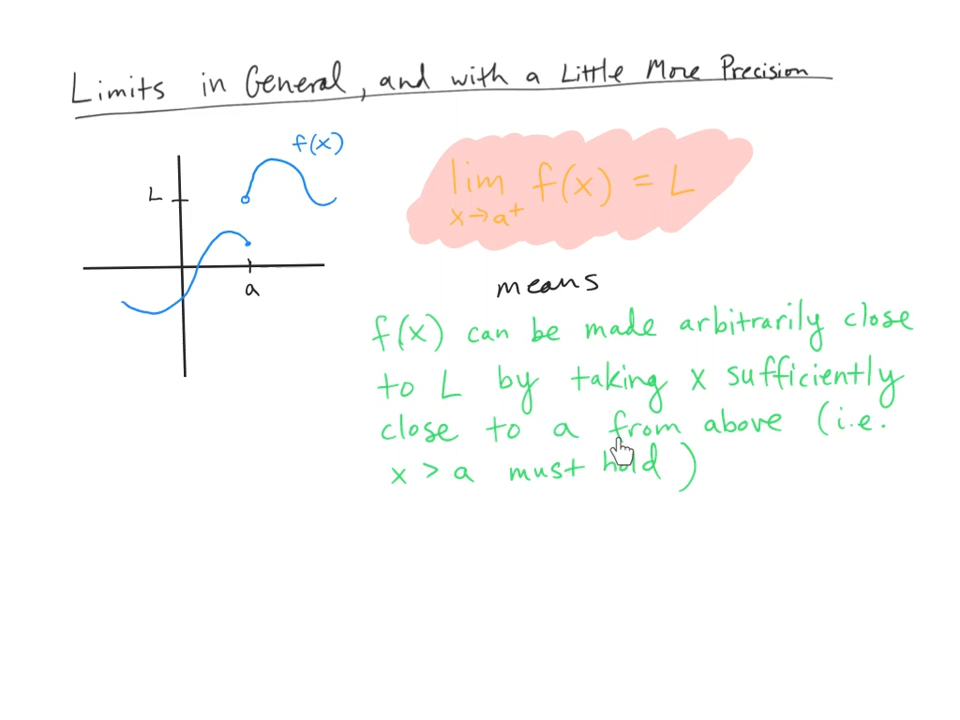 Limits in General, and with a Little More Precision
f(x)
L
a
lim f(x) = L
x→a⁺
means
f(x) can be made arbitrarily close
to L by taking x sufficiently
close to a from above (i.e.
x > a must hold)